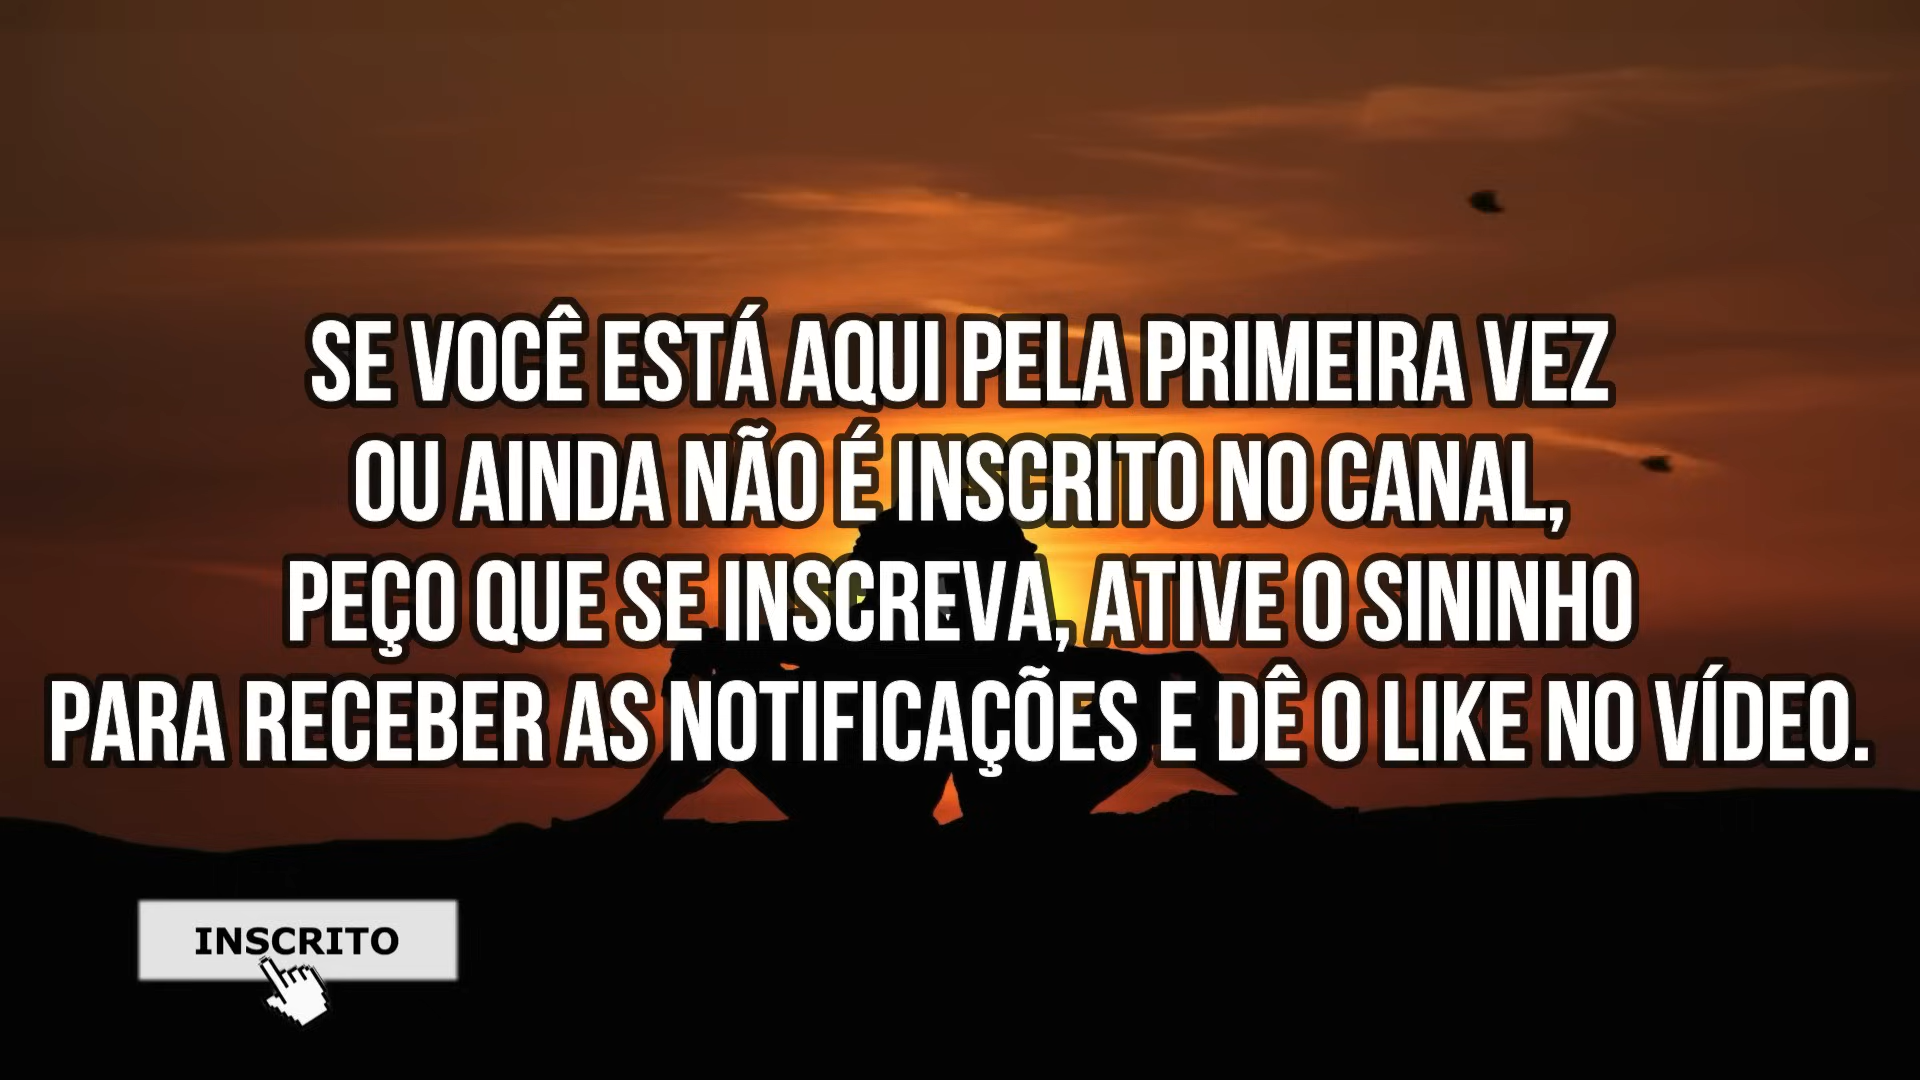 SE VOCÊ ESTÁ AQUI PELA PRIMEIRA VEZ
OU AINDA NÃO É INSCRITO NO CANAL,
PEÇO QUE SE INSCREVA, ATIVE O SININHO
PARA RECEBER AS NOTIFICAÇÕES E DÊ O LIKE NO VÍDEO.
INSCRITO